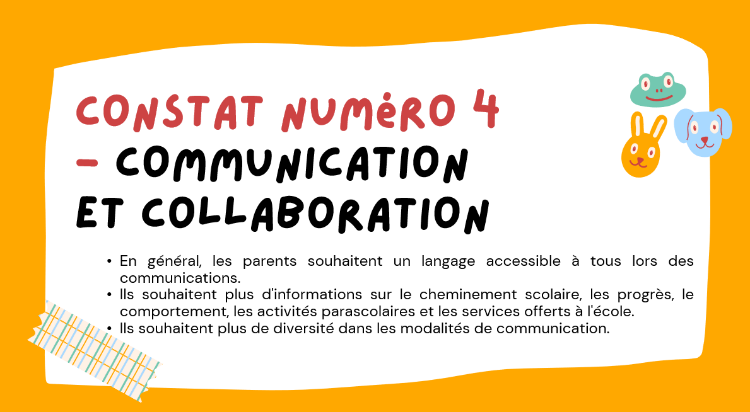 CONSTAT NUMÉRO 4
– COMMUNICATION
ET COLLABORATION
• En général, les parents souhaitent un langage accessible à tous lors des
communications.
• Ils souhaitent plus d'informations sur le cheminement scolaire, les progrès, le
comportement, les activités parascolaires et les services offerts à l'école.
• Ils souhaitent plus de diversité dans les modalités de communication.